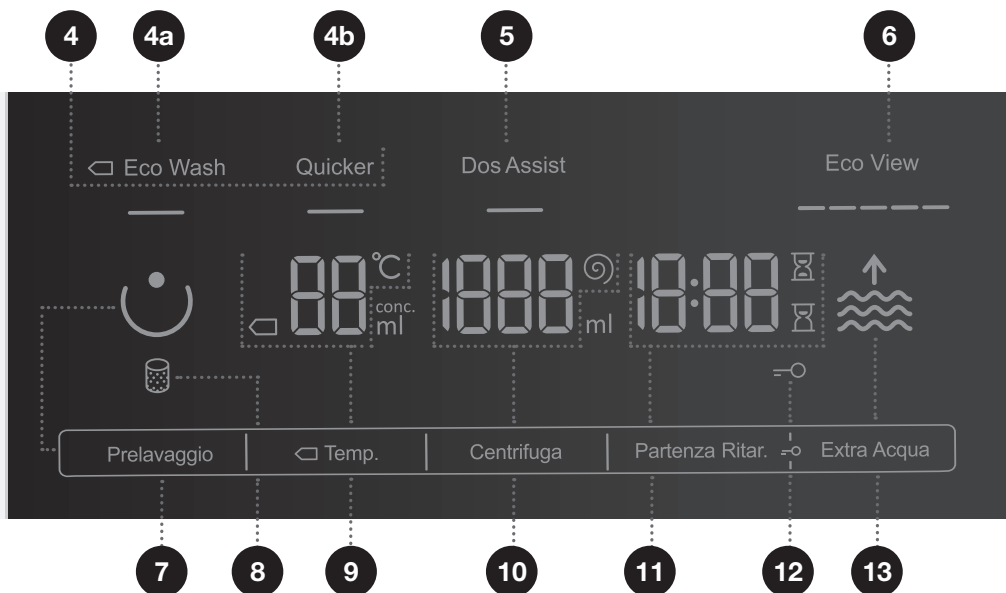 4 4a 4b 5 6
Eco Wash Quicker Dos Assist Eco View
88 °C 1888 18:88
conc.
ml ml
Prelavaggio Temp. Centrifuga Partenza Ritar. Extra Acqua
7 8 9 10 11 12 13